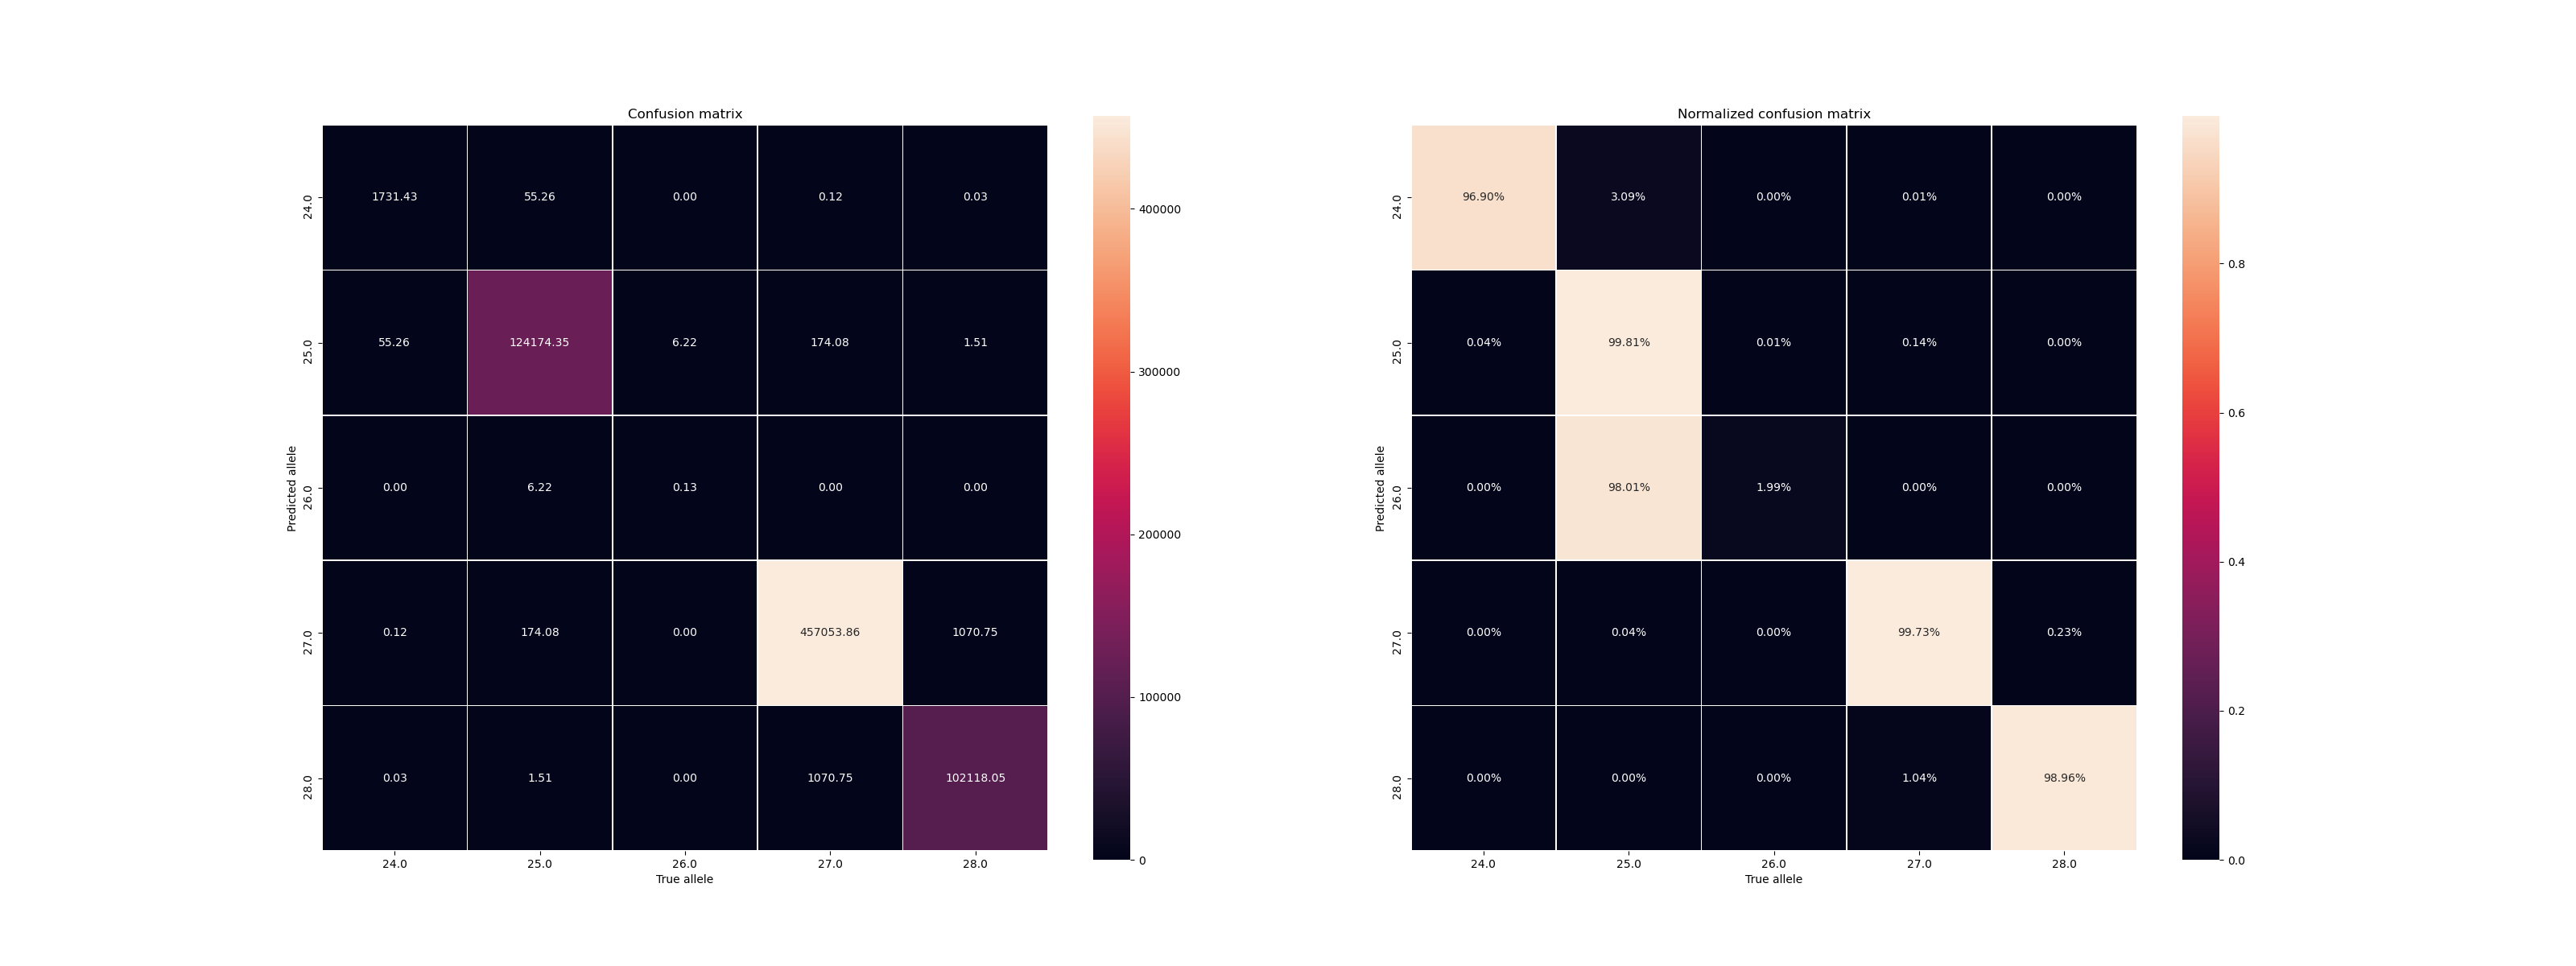 Confusion matrix
24.0 1731.43 55.26 0.00 0.12 0.03
25.0 55.26 124174.35 6.22 174.08 1.51
26.0 0.00 6.22 0.13 0.00 0.00
27.0 0.12 174.08 0.00 457053.86 1070.75
28.0 0.03 1.51 0.00 1070.75 102118.05
24.0 25.0 26.0 27.0 28.0
Predicted allele
True allele
400000
300000
200000
100000
0
Normalized confusion matrix
24.0 96.90% 3.09% 0.00% 0.01% 0.00%
25.0 0.04% 99.81% 0.01% 0.14% 0.00%
26.0 0.00% 98.01% 1.99% 0.00% 0.00%
27.0 0.00% 0.04% 0.00% 99.73% 0.23%
28.0 0.00% 0.00% 0.00% 1.04% 98.96%
24.0 25.0 26.0 27.0 28.0
Predicted allele
True allele
0.8
0.6
0.4
0.2
0.0